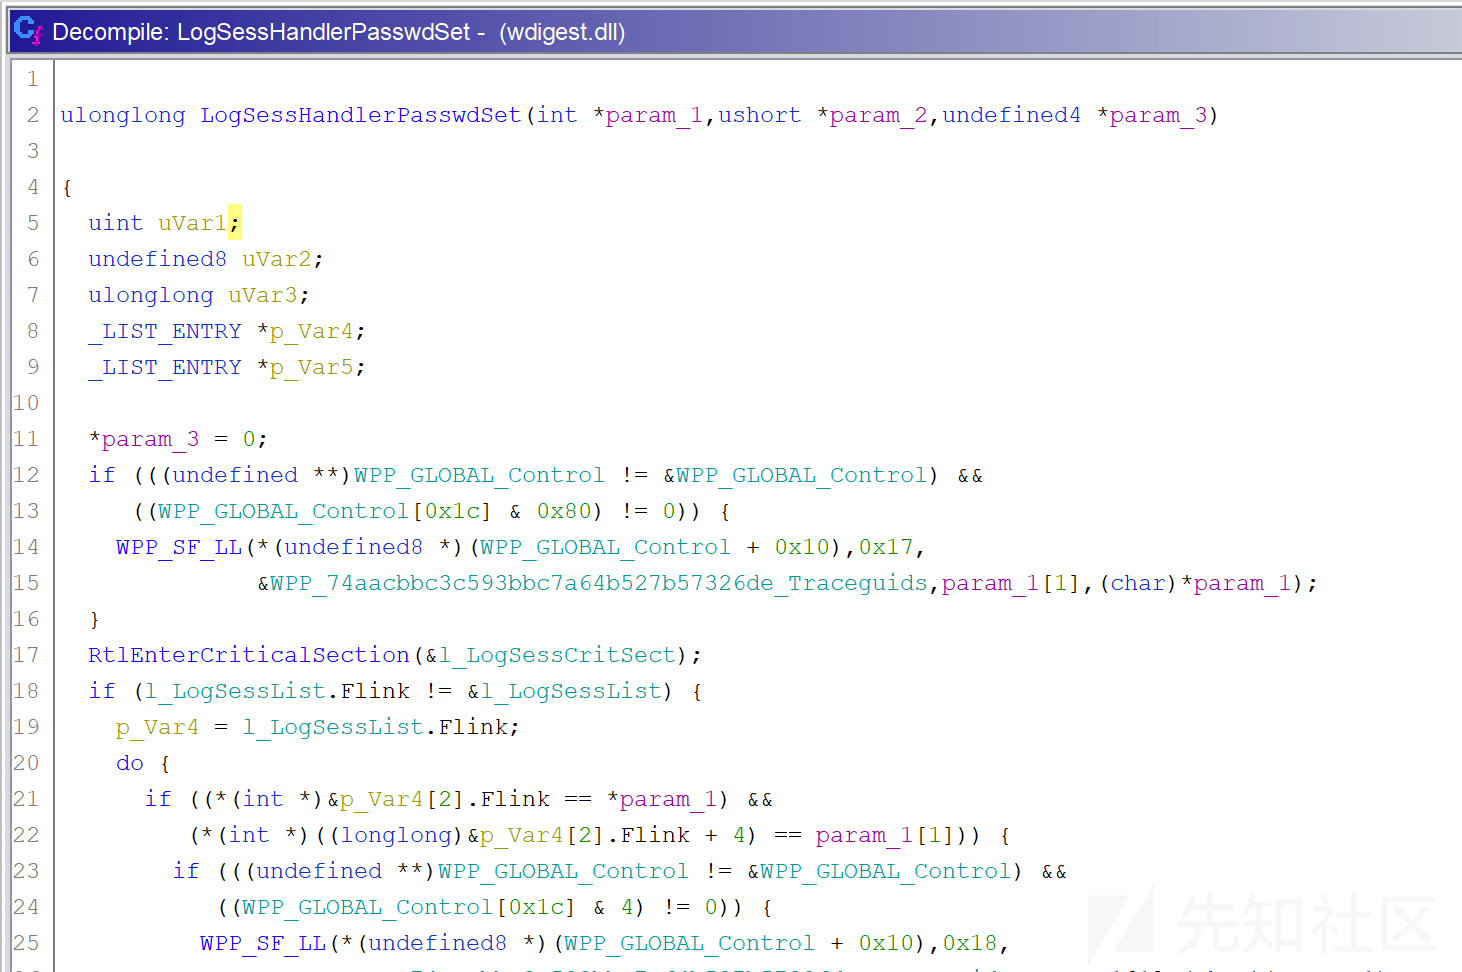 Decompile: LogSessHandlerPasswdSet - (wdigest.dll)
1
2 ulonglong LogSessHandlerPasswdSet(int *param_1,ushort *param_2,undefined4 *param_3)
3
4 {
5 uint uVar1;
6 undefined8 uVar2;
7 ulonglong uVar3;
8 _LIST_ENTRY *p_Var4;
9 _LIST_ENTRY *p_Var5;
10
11 *param_3 = 0;
12 if (((undefined **)WPP_GLOBAL_Control != &WPP_GLOBAL_Control) &&
13 ((WPP_GLOBAL_Control[0x1c] & 0x80) != 0)) {
14 WPP_SF_LL(*(undefined8 *)(WPP_GLOBAL_Control + 0x10),0x17,
15 &WPP_74aacbbc3c593bbc7a64b527b57326de_Traceguids,param_1[1],(char)*param_1);
16 }
17 RtlEnterCriticalSection(&l_LogSessCritSect);
18 if (l_LogSessList.Flink != &l_LogSessList) {
19 p_Var4 = l_LogSessList.Flink;
20 do {
21 if ((*(int *)&p_Var4[2].Flink == *param_1) &&
22 (*(int *)((longlong)&p_Var4[2].Flink + 4) == param_1[1])) {
23 if (((undefined **)WPP_GLOBAL_Control != &WPP_GLOBAL_Control) &&
24 ((WPP_GLOBAL_Control[0x1c] & 4) != 0)) {
25 WPP_SF_LL(*(undefined8 *)(WPP_GLOBAL_Control + 0x10),0x18,
先知社区